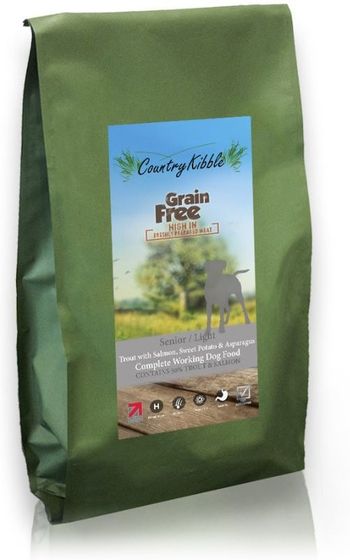 Country Kibble
Grain
Free
HIGH IN
FRESHLY PREPARED MEAT
Senior / Light
Trout with Salmon, Sweet Potato & Asparagus
Complete Working Dog Food
CONTAINS 50% TROUT & SALMON
H